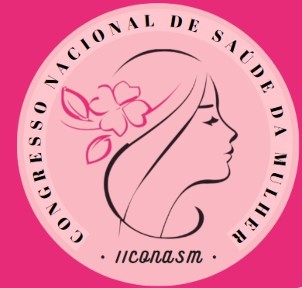 CONGRESSO NACIONAL DE SAÚDE DA MULHER
· IICONASM ·